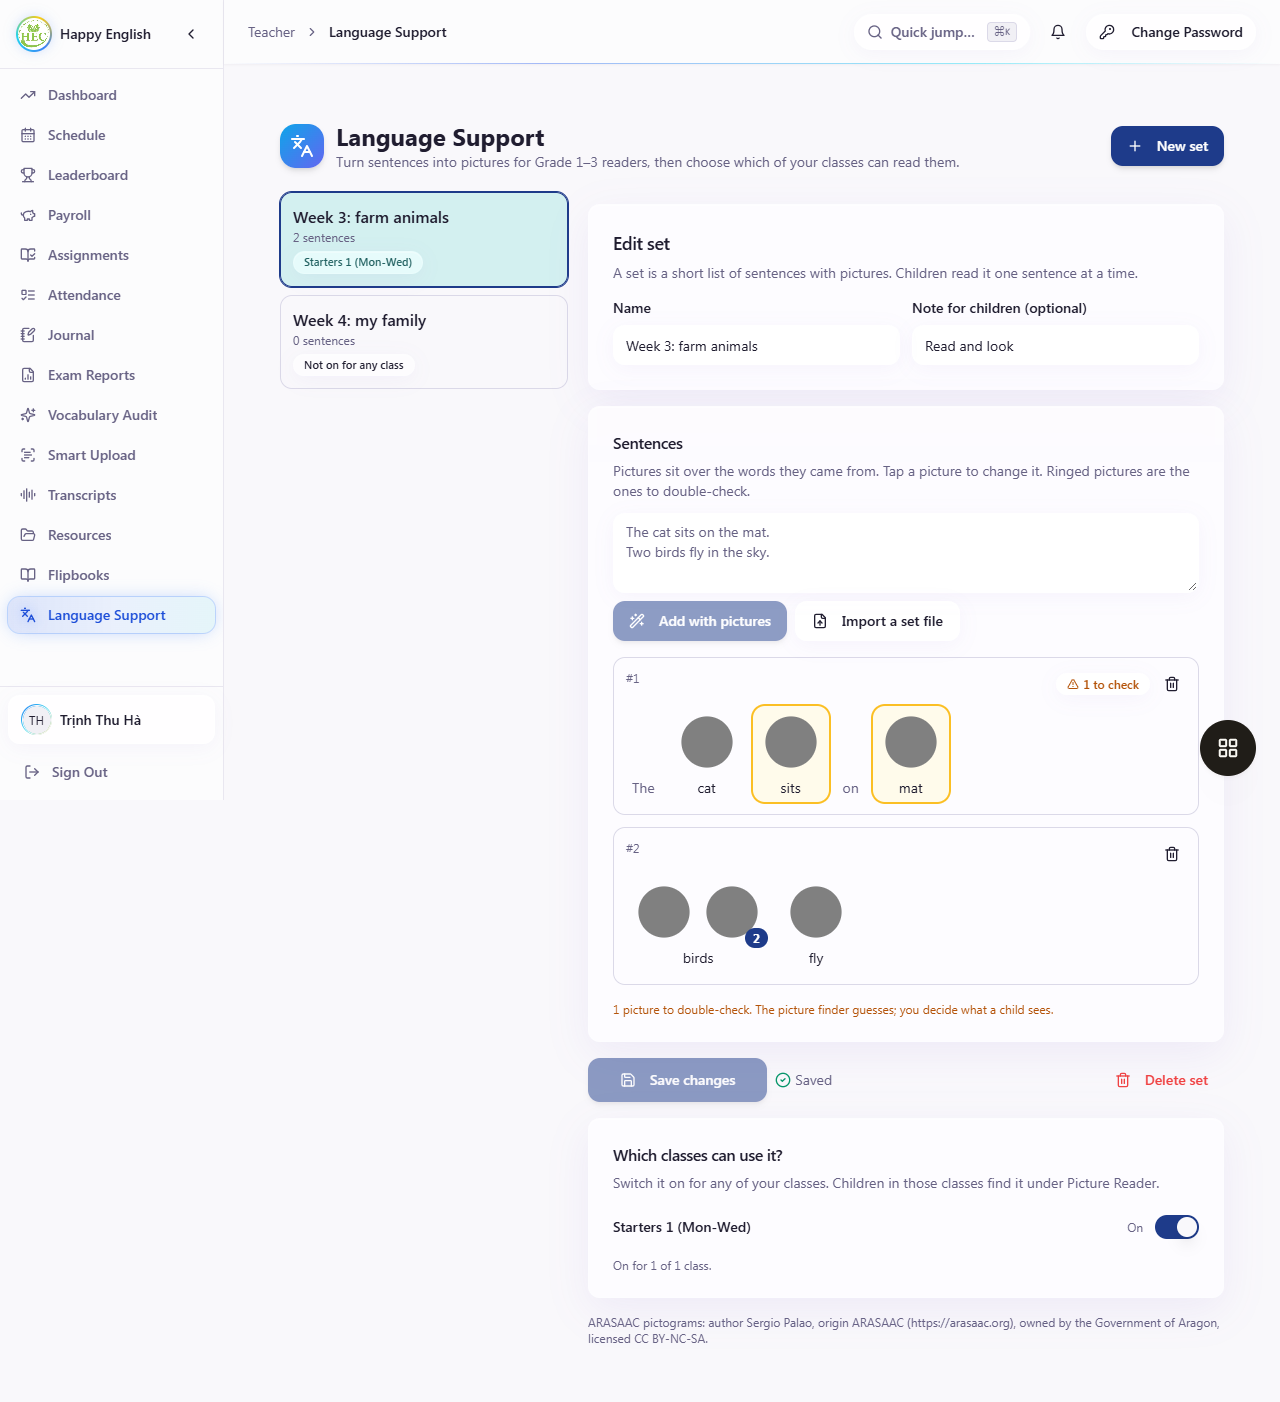 HEC
Happy English
Teacher
Language Support
Quick jump...
⌘K
Change Password
Dashboard
Schedule
Leaderboard
Payroll
Assignments
Attendance
Journal
Exam Reports
Vocabulary Audit
Smart Upload
Transcripts
Resources
Flipbooks
Language Support
TH
Trịnh Thu Hà
Sign Out
Language Support
Turn sentences into pictures for Grade 1–3 readers, then choose which of your classes can read them.
New set
Week 3: farm animals
2 sentences
Starters 1 (Mon-Wed)
Week 4: my family
0 sentences
Not on for any class
Edit set
A set is a short list of sentences with pictures. Children read it one sentence at a time.
Name
Note for children (optional)
Week 3: farm animals
Read and look
Sentences
Pictures sit over the words they came from. Tap a picture to change it. Ringed pictures are the
ones to double-check.
The cat sits on the mat.
Two birds fly in the sky.
Add with pictures
Import a set file
#1
1 to check
The cat sits on mat
#2
2
birds fly
1 picture to double-check. The picture finder guesses; you decide what a child sees.
Save changes
Saved
Delete set
Which classes can use it?
Switch it on for any of your classes. Children in those classes find it under Picture Reader.
Starters 1 (Mon-Wed)
On
On for 1 of 1 class.
ARASAAC pictograms: author Sergio Palao, origin ARASAAC (https://arasaac.org), owned by the Government of Aragon,
licensed CC BY-NC-SA.